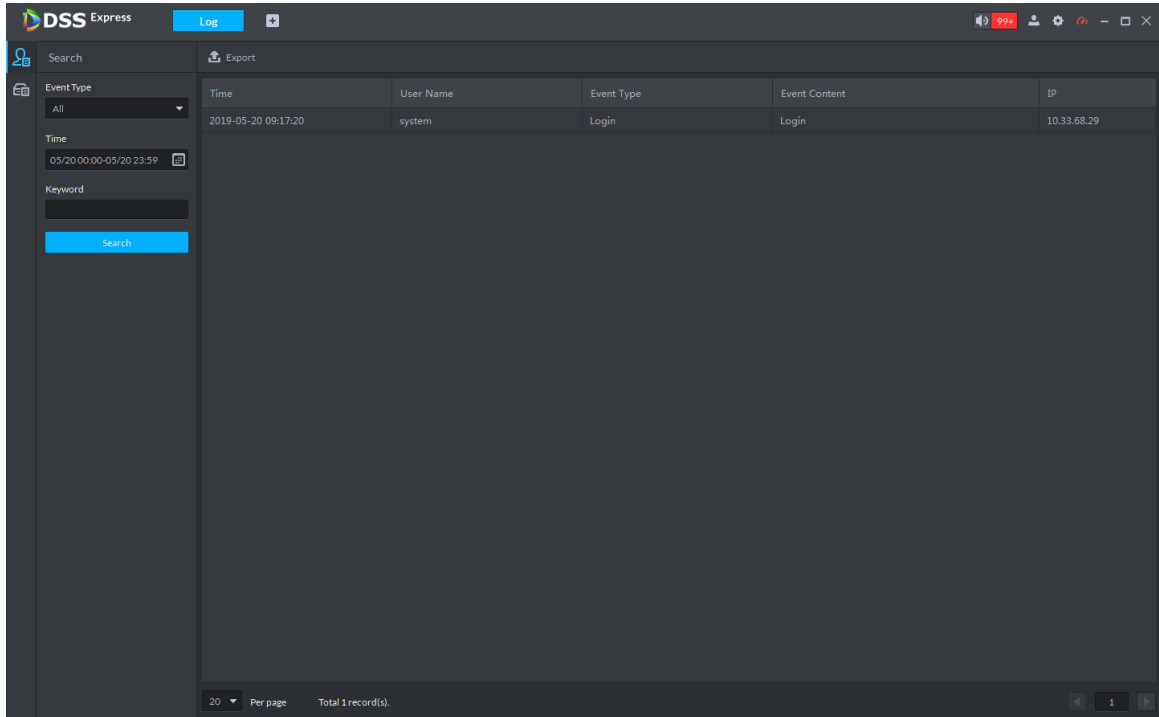 DSS Express Log 99+
Search Export
Event Type
All
Time
05/20 00:00-05/20 23:59
Keyword
Search
Time User Name Event Type Event Content IP
2019-05-20 09:17:20 system Login Login 10.33.68.29
20 Per page Total 1 record(s). 1